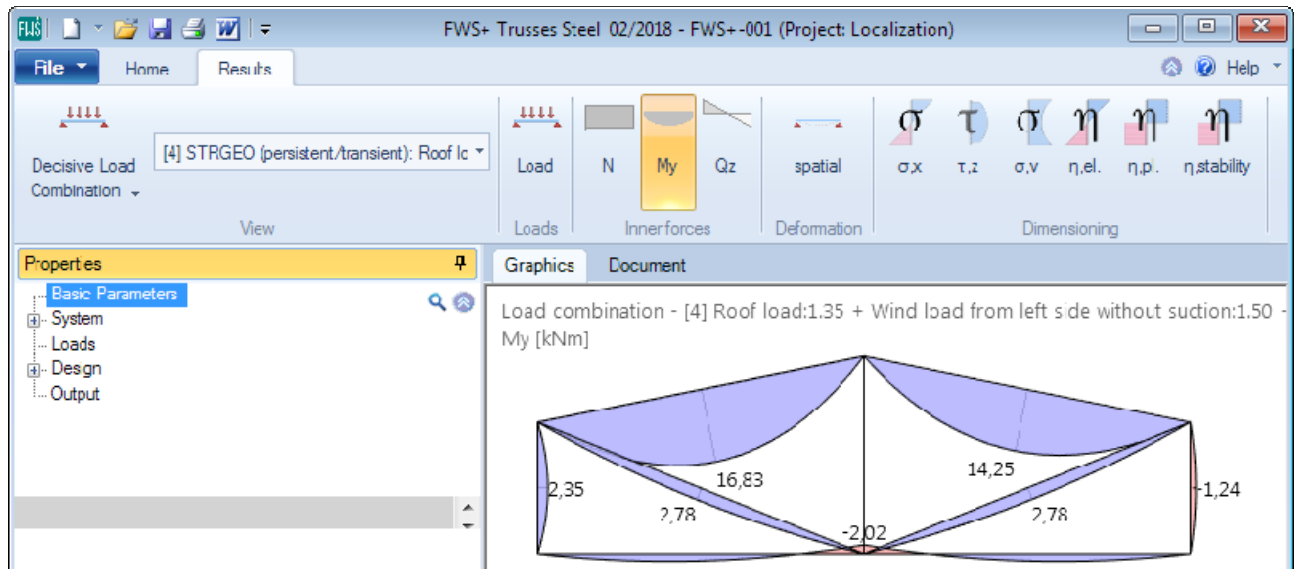 FWS
FWS+ Trusses Steel 02/2018 - FWS+-001 (Project: Localization)
File Home Results Help
Decisive Load
Combination
[4] STRGEO (persistent/transient): Roof lc
Load N My Qz spatial σ,x τ,z σ,v η,el. η,pl. η,stability
View Loads Innerforces Deformation Dimensioning
Properties
Graphics Document
Basic Parameters
System
Loads
Design
Output
Load combination - [4] Roof load:1.35 + Wind load from left side without suction:1.50 -
My [kNm]
16,83
14,25
2,35
2,78
2,78
-1,24
-2,02